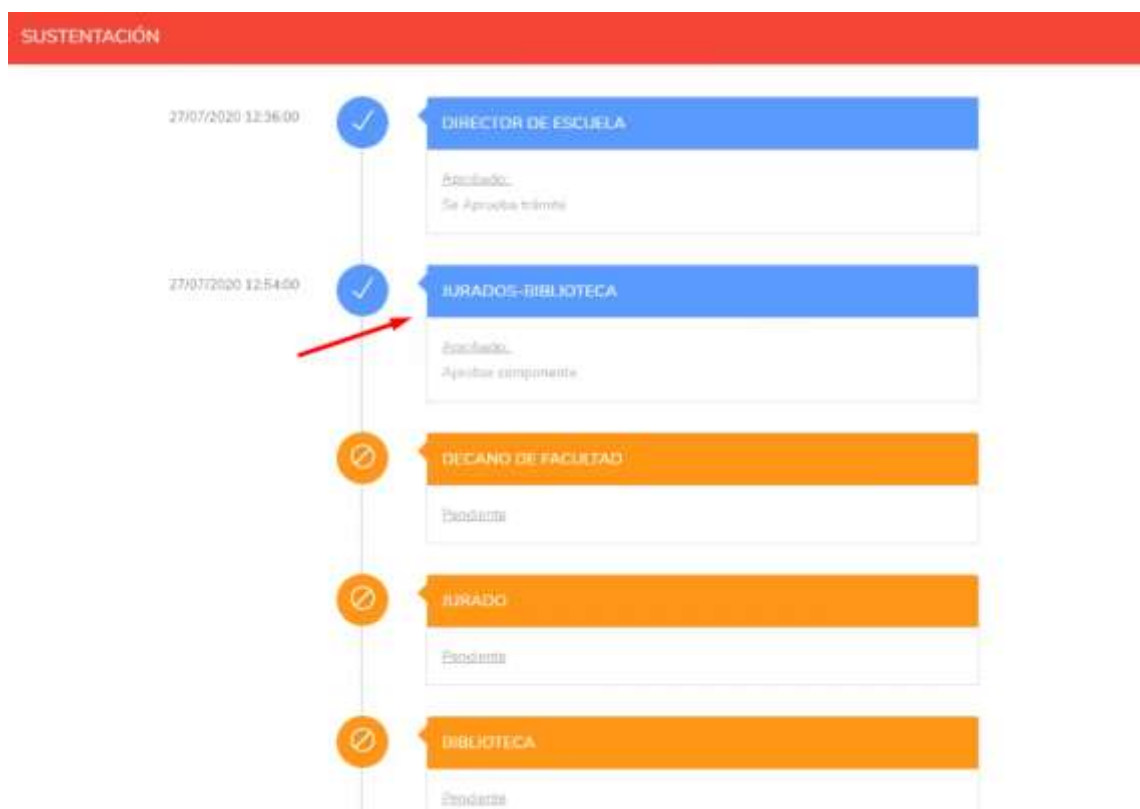 SUSTENTACIÓN
27/07/2020 12:36:00
DIRECTOR DE ESCUELA
Aprobado:
Se Aprueba trámite
27/07/2020 12:54:00
JURADOS-BIBLIOTECA
Aprobado:
Aprobar componente
DECANO DE FACULTAD
Pendiente
JURADO
Pendiente
BIBLIOTECA
Pendiente